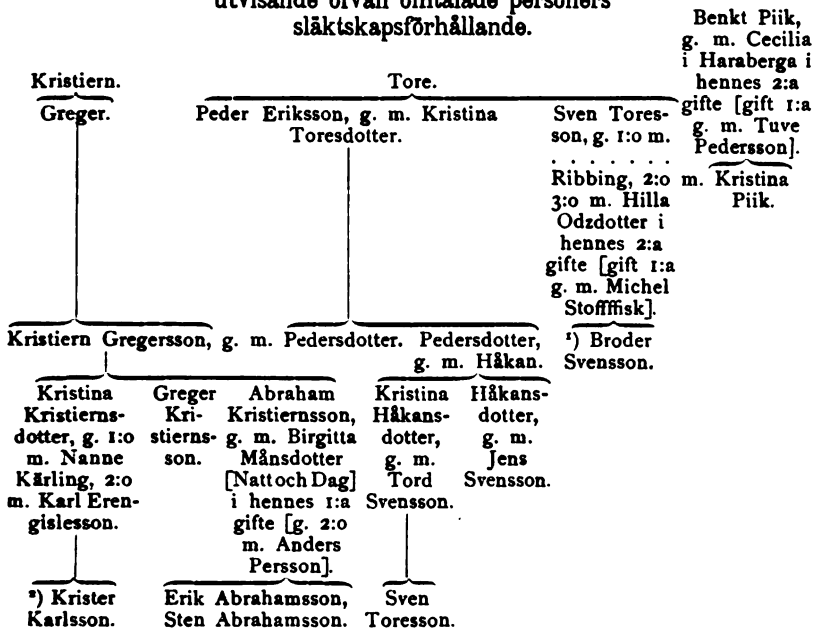 utvisande ofvan omtalade personers
släktskapsförhållande.
Benkt Piik,
g. m. Cecilia
i Haraberga i
hennes 2:a
gifte [gift 1:a
g. m. Tuve
Pedersson].
Kristiern.
Tore.
Greger.
Peder Eriksson, g. m. Kristina
Toresdotter.
Sven Tores-
son, g. 1:o m.
. . . . . . .
Ribbing, 2:o m. Kristina
Piik.
3:o m. Hilla
Odzdotter i
hennes 2:a
gifte [gift 1:a
g. m. Michel
Stoffffisk].
Kristiern Gregersson, g. m. Pedersdotter. Pedersdotter,
g. m. Håkan.
¹) Broder
Svensson.
Kristina
Kristierns-
dotter, g. 1:o
m. Nanne
Kärling, 2:o
m. Karl Eren-
gislesson.
Greger
Kri-
stierns-
son.
Abraham
Kristiernsson,
g. m. Birgitta
Månsdotter
[Natt och Dag]
i hennes 1:a
gifte [g. 2:o
m. Anders
Persson].
Kristina
Håkans-
dotter,
g. m.
Tord
Svensson.
Håkans-
dotter,
g. m.
Jens
Svensson.
²) Krister
Karlsson.
Erik Abrahamsson,
Sten Abrahamsson.
Sven
Toresson.